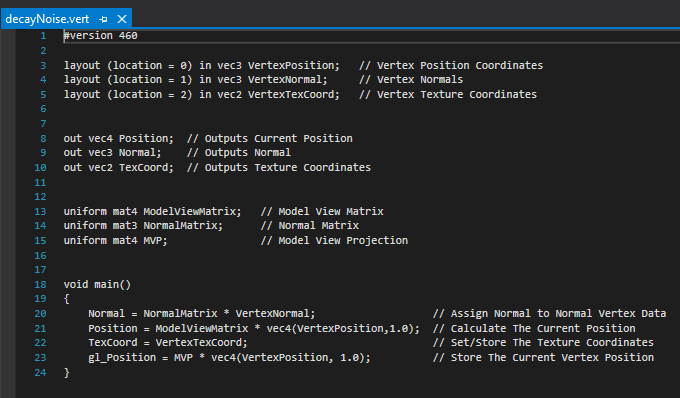 decayNoise.vert
1 #version 460
2
3 layout (location = 0) in vec3 VertexPosition;   // Vertex Position Coordinates
4 layout (location = 1) in vec3 VertexNormal;     // Vertex Normals
5 layout (location = 2) in vec2 VertexTexCoord;   // Vertex Texture Coordinates
6
7
8 out vec4 Position;  // Outputs Current Position
9 out vec3 Normal;    // Outputs Normal
10 out vec2 TexCoord;  // Outputs Texture Coordinates
11
12
13 uniform mat4 ModelViewMatrix;   // Model View Matrix
14 uniform mat3 NormalMatrix;      // Normal Matrix
15 uniform mat4 MVP;               // Model View Projection
16
17
18 void main()
19 {
20     Normal = NormalMatrix * VertexNormal;                   // Assign Normal to Normal Vertex Data
21     Position = ModelViewMatrix * vec4(VertexPosition,1.0);  // Calculate The Current Position
22     TexCoord = VertexTexCoord;                              // Set/Store The Texture Coordinates
23     gl_Position = MVP * vec4(VertexPosition, 1.0);          // Store The Current Vertex Position
24 }